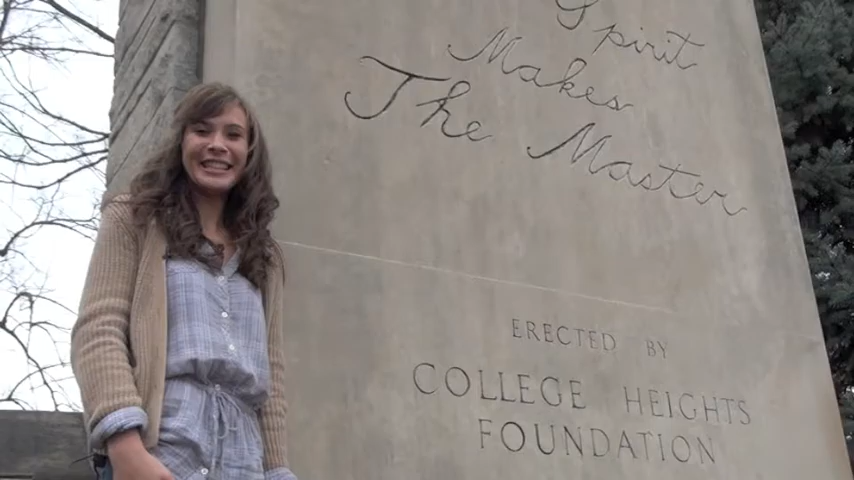 Spirit
Makes
The Master
ERECTED BY
COLLEGE HEIGHTS
FOUNDATION